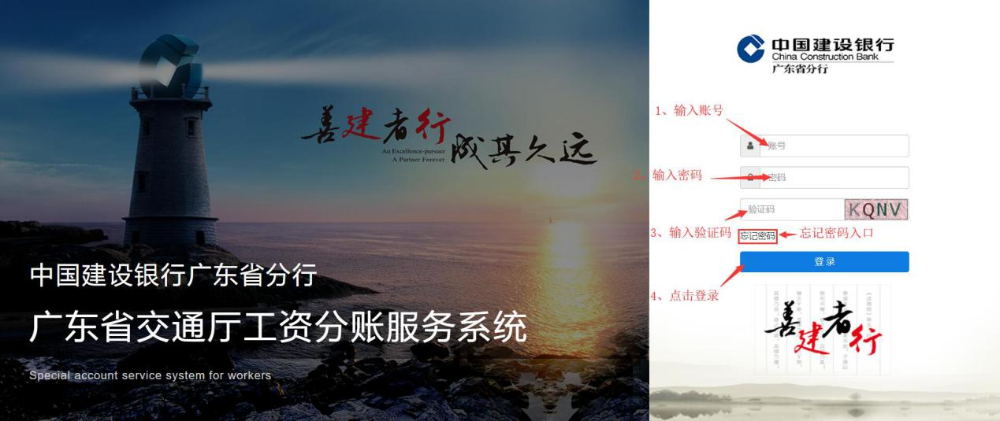 善建者行
An Excellence-pursuer
A Partner Forever
成其久远
中国建设银行广东省分行
广东省交通厅工资分账服务系统
Special account service system for workers
中国建设银行
China Construction Bank
广东省分行
1、输入账号
账号
2、输入密码
密码
验证码
KQNV
3、输入验证码
忘记密码
忘记密码入口
登录
4、点击登录
善建者行